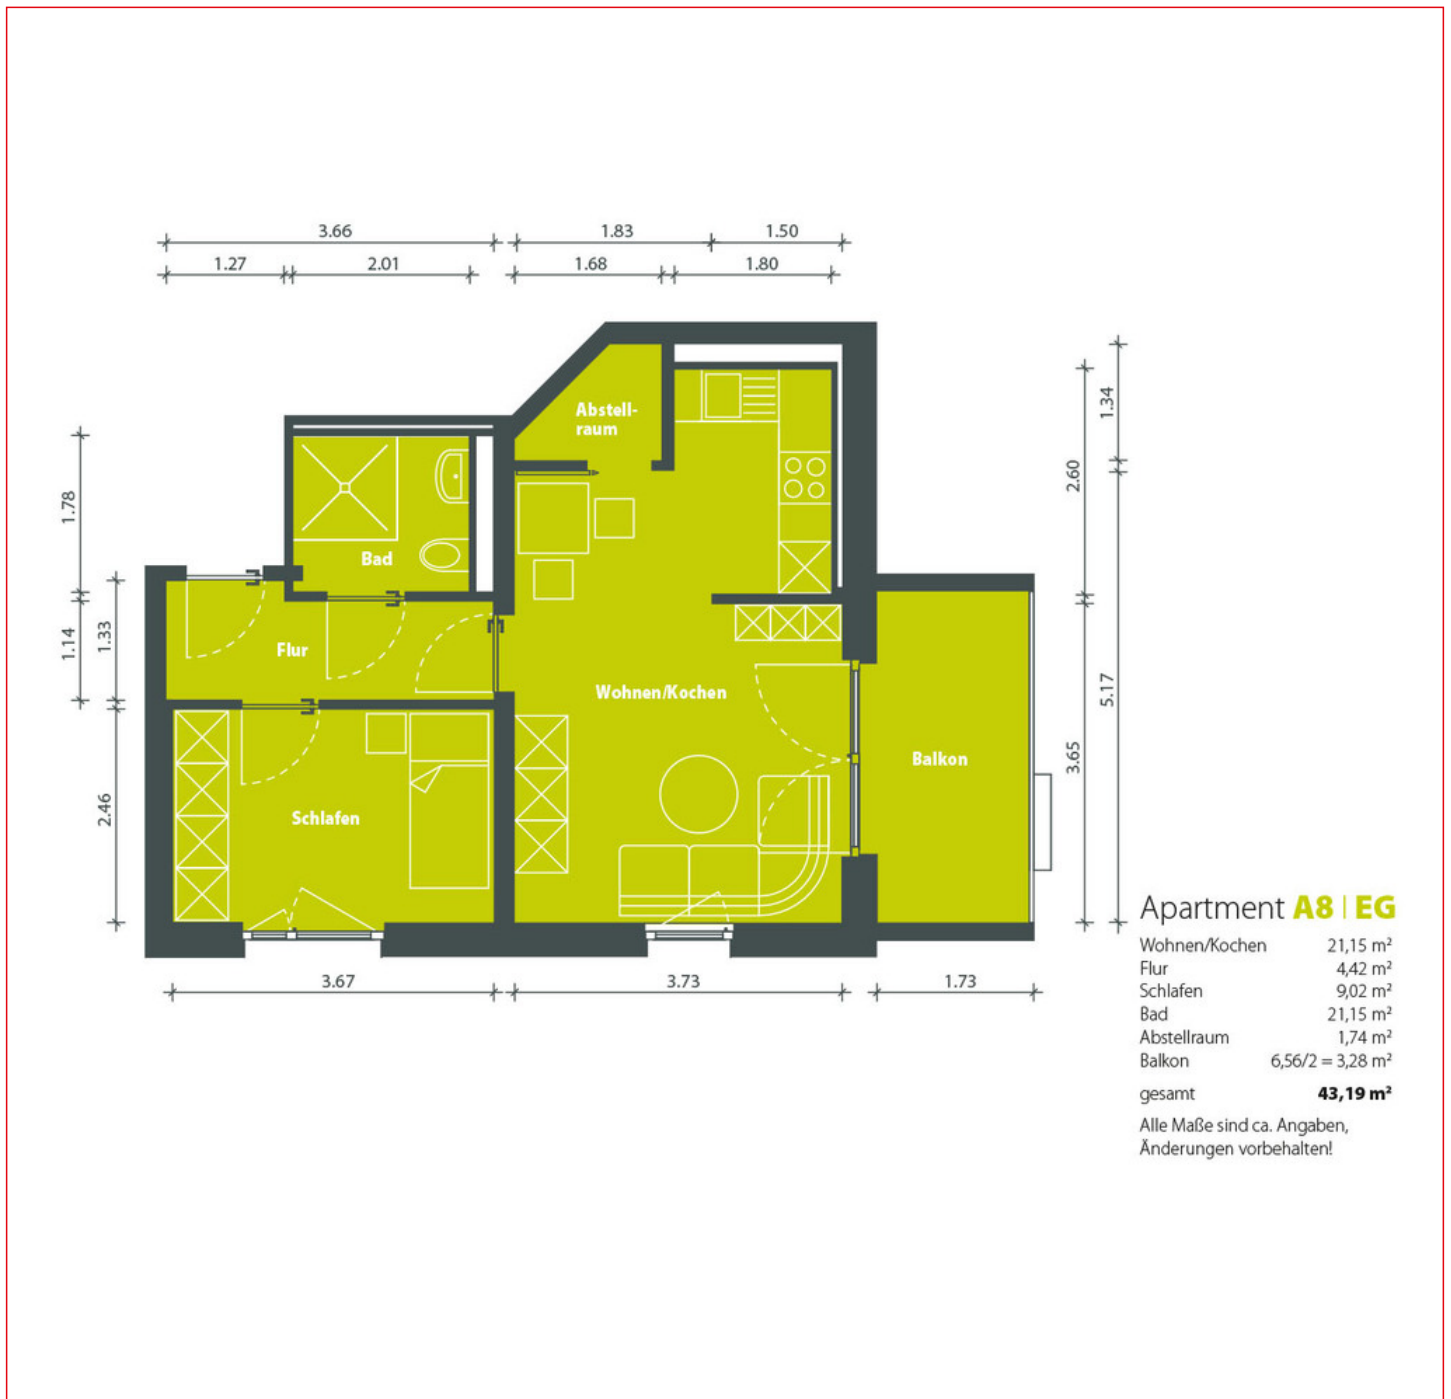 3.66
1.83
1.50
1.27
2.01
1.68
1.80
1.34
2.60
Abstell-
raum
1.78
Bad
1.14
1.33
Flur
Wohnen/Kochen
5.17
3.65
Balkon
2.46
Schlafen
3.67
3.73
1.73
Apartment A8 | EG
Wohnen/Kochen 21,15 m²
Flur 4,42 m²
Schlafen 9,02 m²
Bad 21,15 m²
Abstellraum 1,74 m²
Balkon 6,56/2 = 3,28 m²
gesamt 43,19 m²
Alle Maße sind ca. Angaben,
Änderungen vorbehalten!